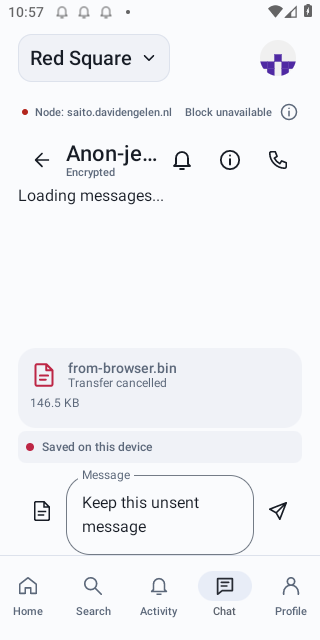 10:57
Red Square
Node: saito.davidengelen.nl Block unavailable
Anon-je...
Encrypted
Loading messages...
from-browser.bin
Transfer cancelled
146.5 KB
Saved on this device
Message
Keep this unsent
message
Home Search Activity Chat Profile